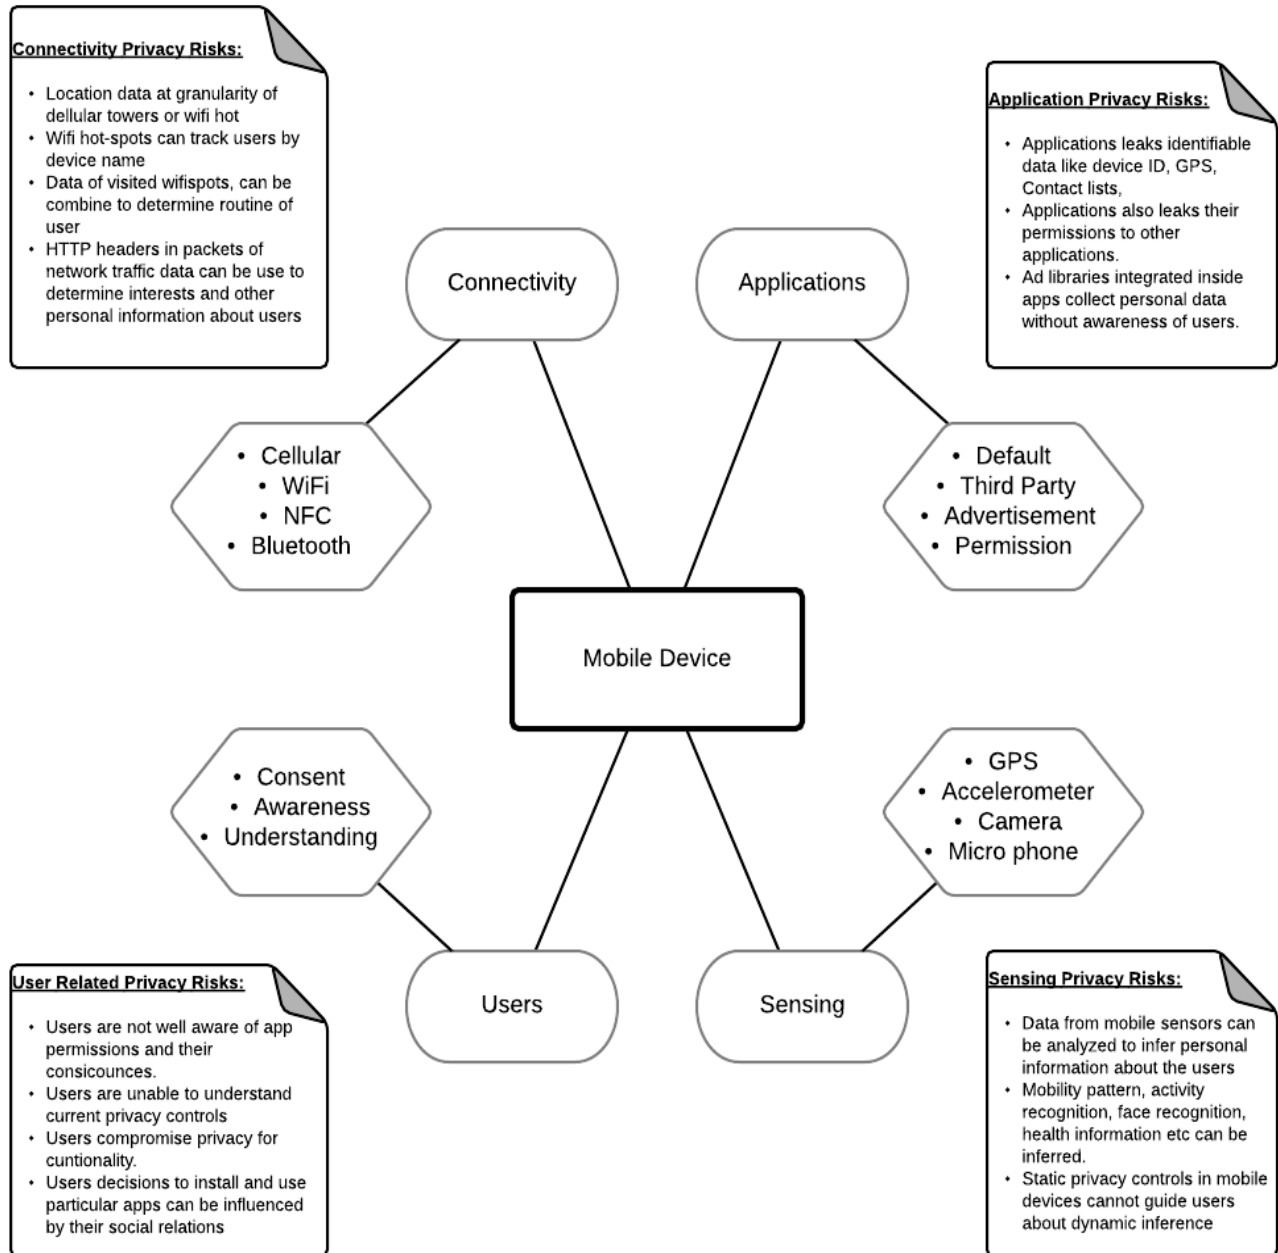 Connectivity Privacy Risks:
• Location data at granularity of
dellular towers or wifi hot
• Wifi hot-spots can track users by
device name
• Data of visited wifispots, can be
combine to determine routine of
user
• HTTP headers in packets of
network traffic data can be use to
determine interests and other
personal information about users
Application Privacy Risks:
• Applications leaks identifiable
data like device ID, GPS,
Contact lists,
• Applications also leaks their
permissions to other
applications.
• Ad libraries integrated inside
apps collect personal data
without awareness of users.
Connectivity
Applications
• Cellular
• WiFi
• NFC
• Bluetooth
• Default
• Third Party
• Advertisement
• Permission
Mobile Device
• Consent
• Awareness
• Understanding
• GPS
• Accelerometer
• Camera
• Micro phone
Users
Sensing
User Related Privacy Risks:
• Users are not well aware of app
permissions and their
consicounces.
• Users are unable to understand
current privacy controls
• Users compromise privacy for
cuntionality.
• Users decisions to install and use
particular apps can be influenced
by their social relations
Sensing Privacy Risks:
• Data from mobile sensors can
be analyzed to infer personal
information about the users
• Mobility pattern, activity
recognition, face recognition,
health information etc can be
inferred.
• Static privacy controls in mobile
devices cannot guide users
about dynamic inference